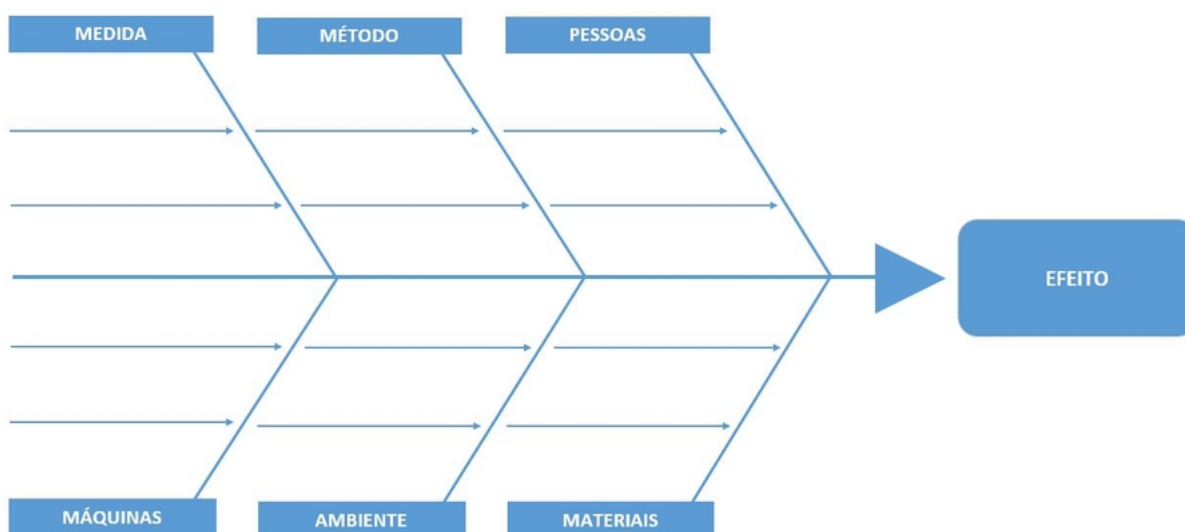 MEDIDA
MÉTODO
PESSOAS
EFEITO
MÁQUINAS
AMBIENTE
MATERIAIS